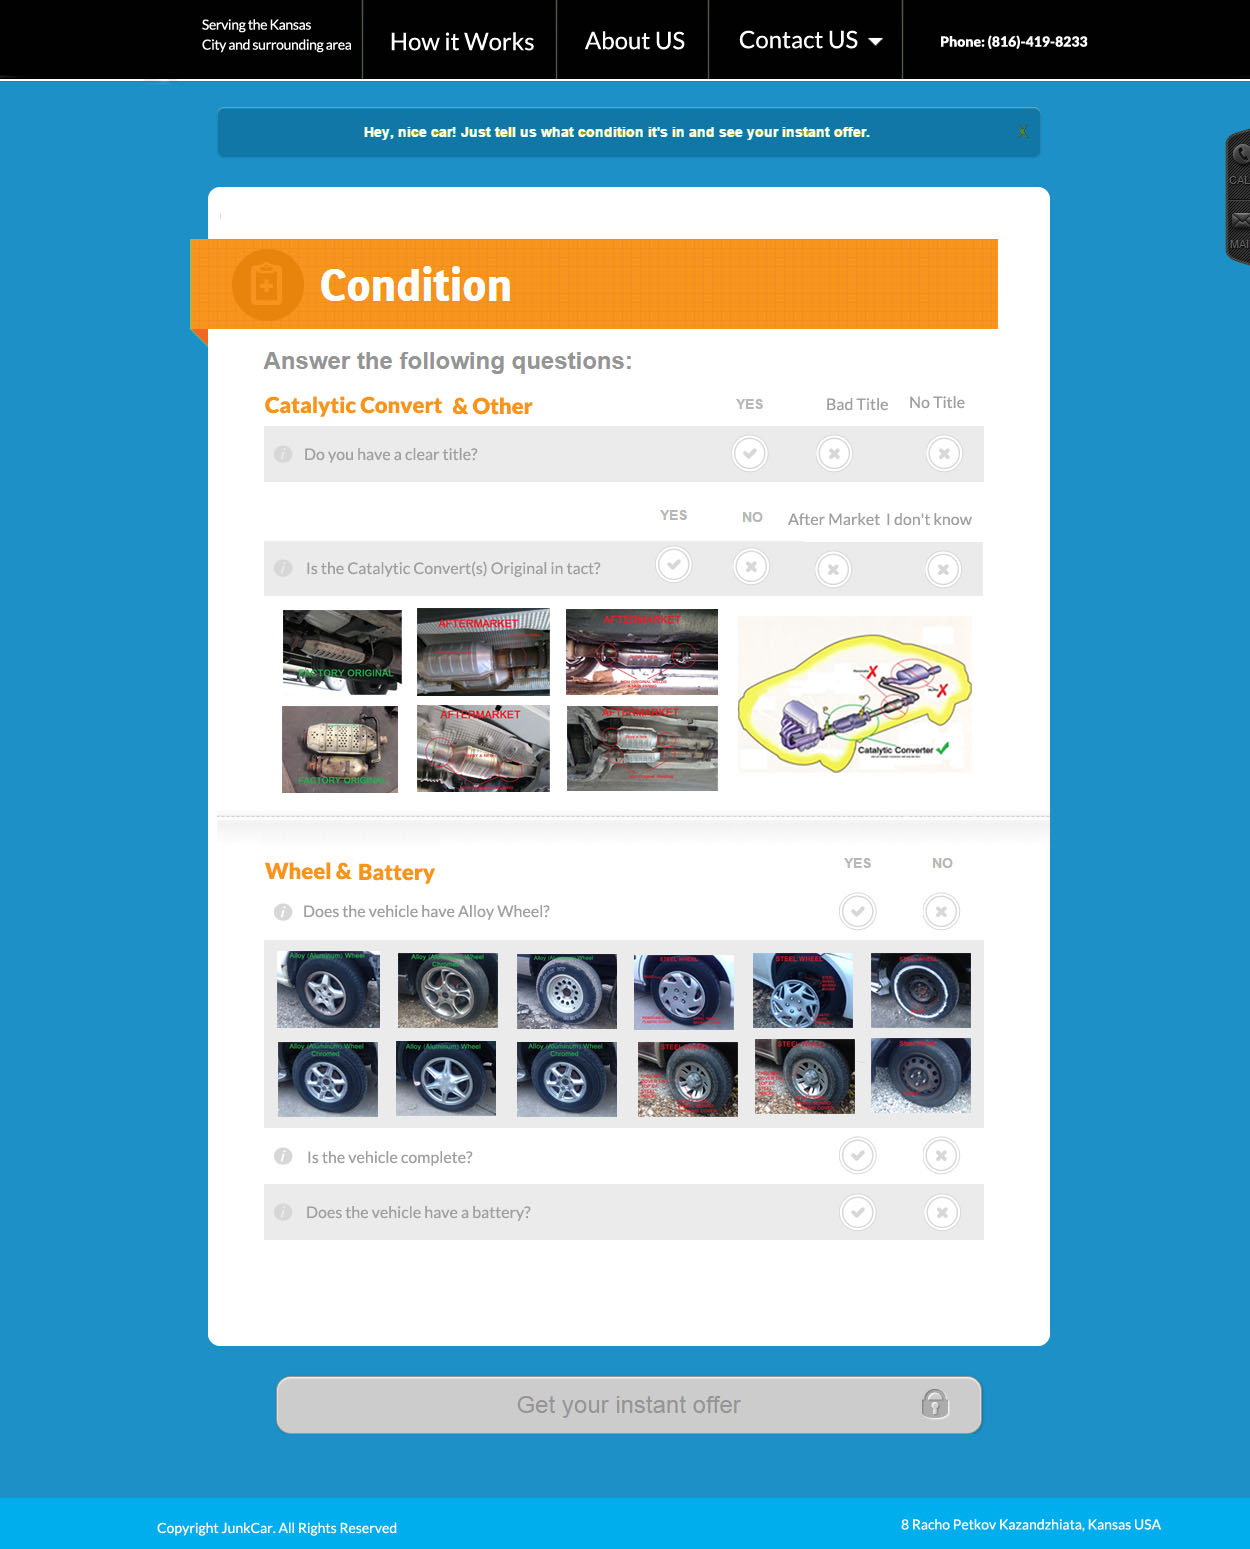 Serving the Kansas
City and surrounding area
How it Works
About US
Contact US
Phone: (816)-419-8233
Hey, nice car! Just tell us what condition it's in and see your instant offer.
X
CAL
MAI
Condition
Answer the following questions:
Catalytic Convert & Other
YES
Bad Title
No Title
Do you have a clear title?
YES
NO
After Market
I don't know
Is the Catalytic Convert(s) Original in tact?
FACTORY ORIGINAL
AFTERMARKET
AFTERMARKET
FACTORY ORIGINAL
AFTERMARKET
AFTERMARKET
Catalytic Converter
Wheel & Battery
YES
NO
Does the vehicle have Alloy Wheel?
Alloy (Aluminum) Wheel
Alloy (Aluminum) Wheel
Chromed
Alloy (Aluminum) Wheel
STEEL WHEEL
STEEL WHEEL
STEEL WHEEL
Alloy (Aluminum) Wheel
Chromed
Alloy (Aluminum) Wheel
Alloy (Aluminum) Wheel
Chromed
STEEL WHEEL
STEEL WHEEL
Is the vehicle complete?
Does the vehicle have a battery?
Get your instant offer
Copyright JunkCar. All Rights Reserved
8 Racho Petkov Kazandzhiata, Kansas USA